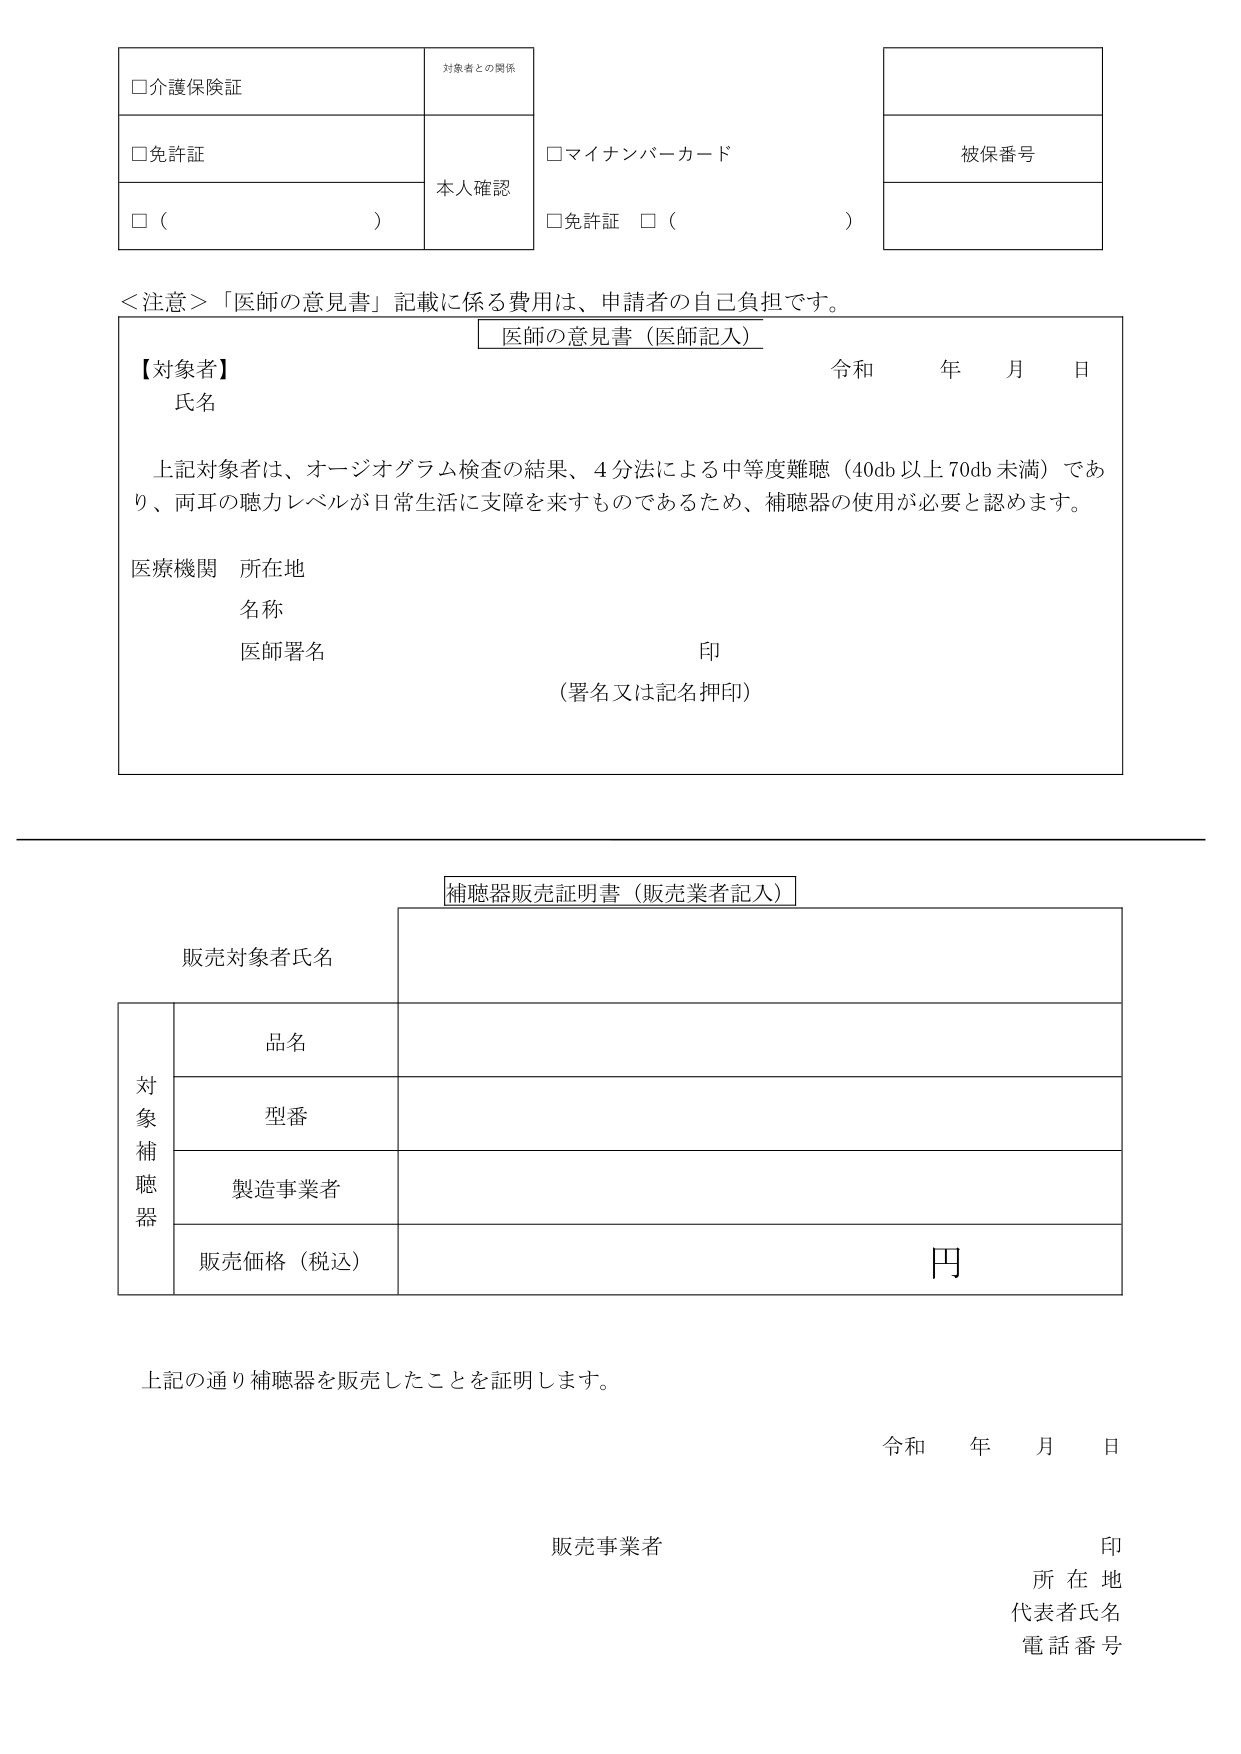 □介護保険証
対象者との関係
□免許証
本人確認
□マイナンバーカード
被保番号
□（　　　　　　　　　　　）
□免許証　□（　　　　　　　　　）
＜注意＞「医師の意見書」記載に係る費用は、申請者の自己負担です。
医師の意見書（医師記入）
【対象者】　　　　　　　　　　　　　　　　　　　　　　　　　　　令和　　　年　　月　　日
氏名
上記対象者は、オージオグラム検査の結果、４分法による中等度難聴（40db以上70db未満）であ
り、両耳の聴力レベルが日常生活に支障を来すものであるため、補聴器の使用が必要と認めます。
医療機関　所在地
名称
医師署名　　　　　　　　　　　　　　　　　印
（署名又は記名押印）
補聴器販売証明書（販売業者記入）
販売対象者氏名
対象補聴器
品名
型番
製造事業者
販売価格（税込）
円
上記の通り補聴器を販売したことを証明します。
令和　　年　　月　　日
販売事業者　　　　　　　　　　　　　　　　　　　　印
所在地
代表者氏名
電話番号